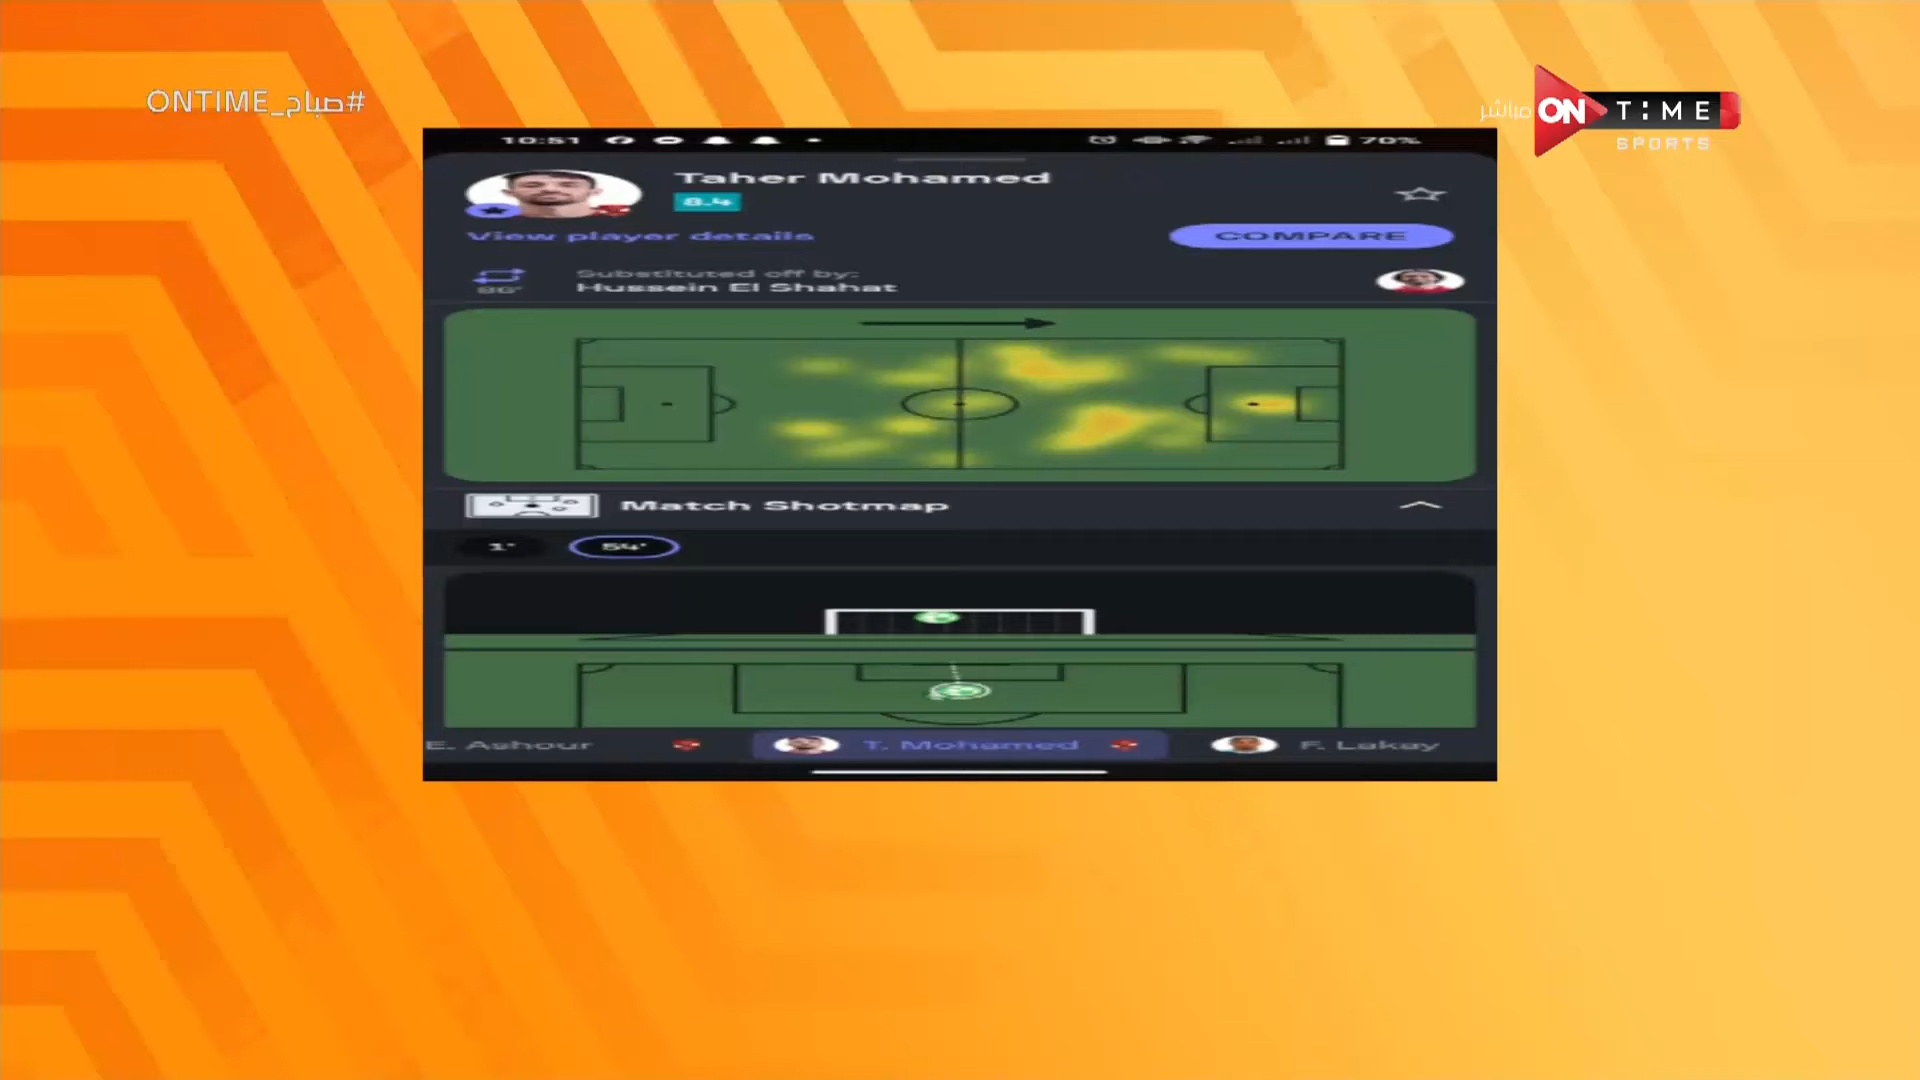 #صباح_ONTIME
مباشر ON TIME
SPORTS
10:51
70%
Taher Mohamed
8.4
View player details
COMPARE
Substituted off by:
86'
Hussein El Shahat
Match Shotmap
1'
54'
E. Ashour
T. Mohamed
F. Lakay